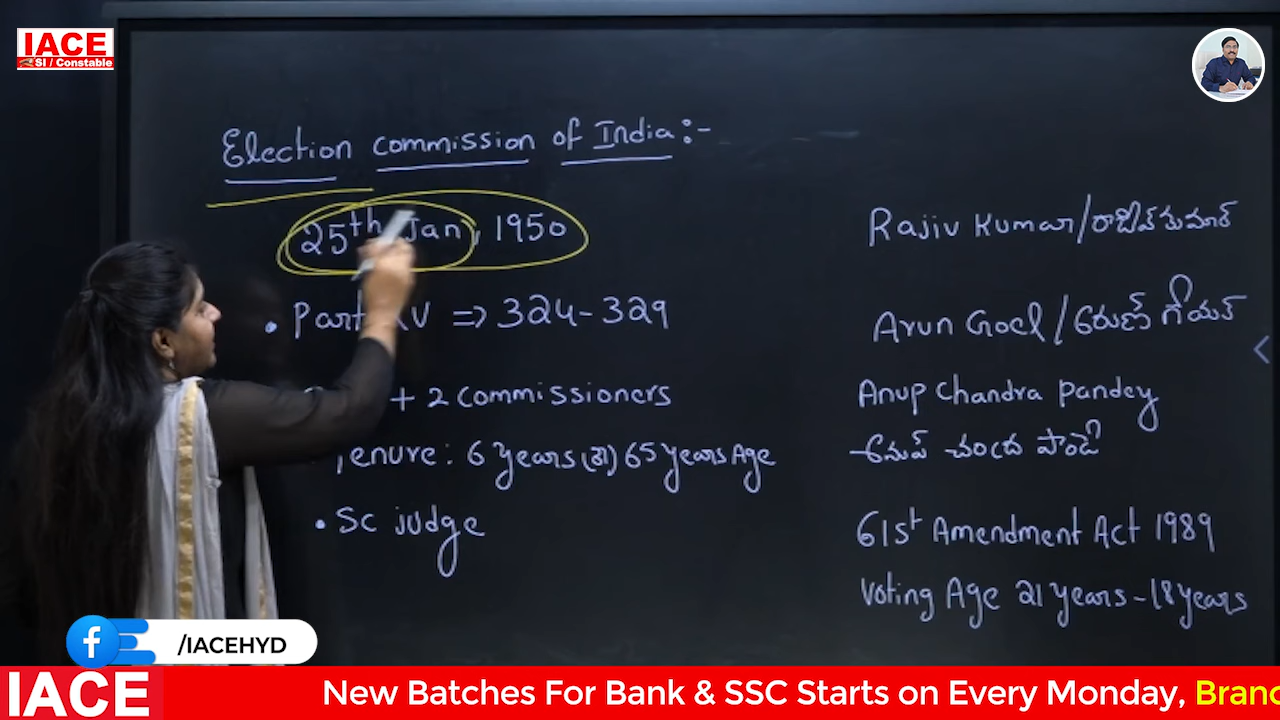 IACE
SI / Constable
Election commission of India:-
25th Jan, 1950
• Part XV => 324-329
+ 2 commissioners
Tenure: 6 years (కా) 65 years Age
• SC judge
Rajiv Kumar/రాజీవ్ కుమార్
Arun Goel/అరుణ్ గోయల్
Anup Chandra Pandey
అనుప్ చంద్ర పాండే
61st Amendment Act 1989
Voting Age 21 years - 18 years
/IACEHYD
IACE
New Batches For Bank & SSC Starts on Every Monday, Branc